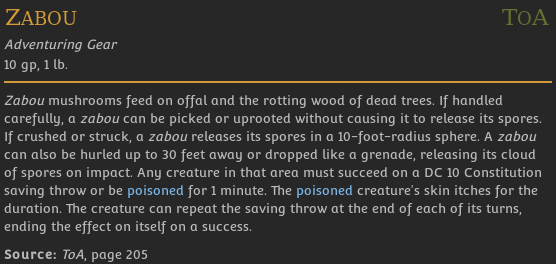 ZABOU ToA
Adventuring Gear
10 gp, 1 lb.
Zabou mushrooms feed on offal and the rotting wood of dead trees. If handled
carefully, a zabou can be picked or uprooted without causing it to release its spores.
If crushed or struck, a zabou releases its spores in a 10-foot-radius sphere. A zabou
can also be hurled up to 30 feet away or dropped like a grenade, releasing its cloud
of spores on impact. Any creature in that area must succeed on a DC 10 Constitution
saving throw or be poisoned for 1 minute. The poisoned creature's skin itches for the
duration. The creature can repeat the saving throw at the end of each of its turns,
ending the effect on itself on a success.
Source: ToA, page 205